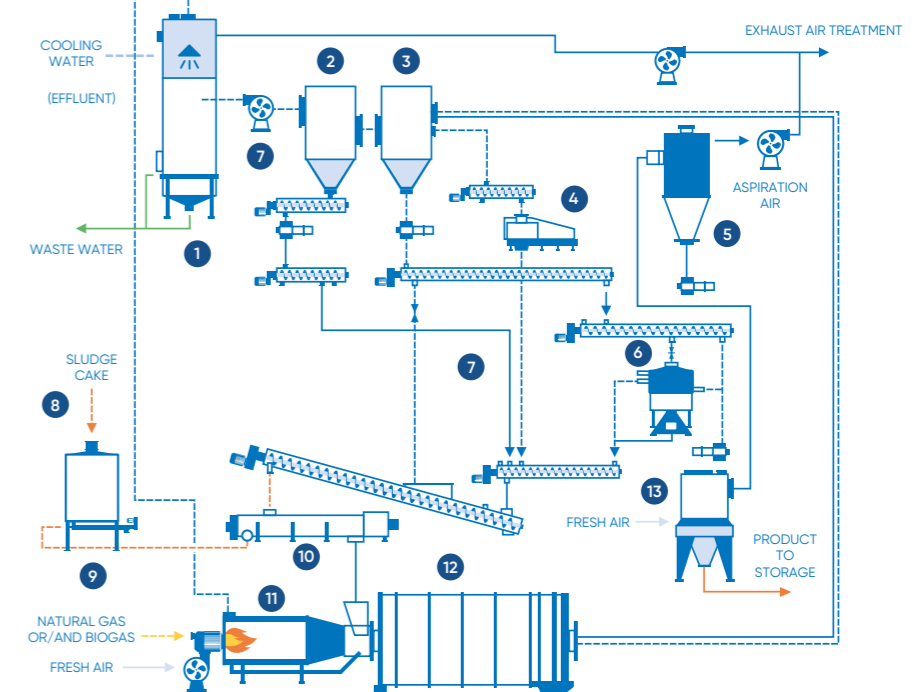 COOLING
WATER
(EFFLUENT)
2
3
EXHAUST AIR TREATMENT
7
4
ASPIRATION
AIR
5
WASTE WATER
1
SLUDGE
CAKE
8
7
6
13
FRESH AIR
PRODUCT
TO
STORAGE
10
9
12
11
NATURAL GAS
OR/AND BIOGAS
FRESH AIR